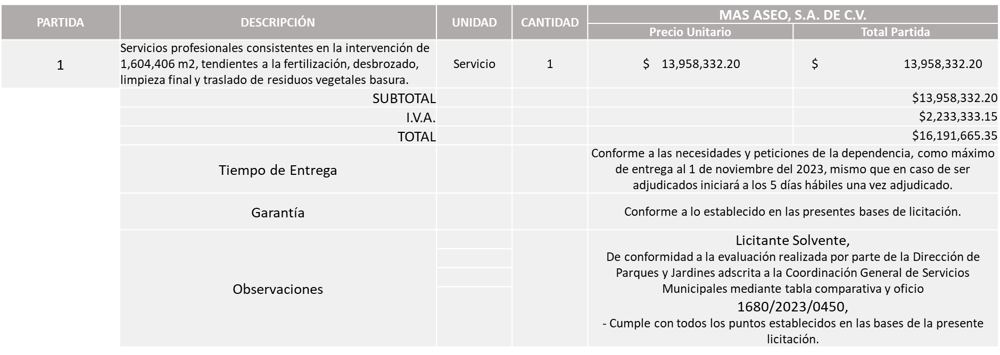 PARTIDA DESCRIPCIÓN UNIDAD CANTIDAD MAS ASEO, S.A. DE C.V.
Precio Unitario Total Partida
1 Servicios profesionales consistentes en la intervención de
1,604,406 m2, tendientes a la fertilización, desbrozado,
limpieza final y traslado de residuos vegetales basura.
Servicio 1 $ 13,958,332.20 $ 13,958,332.20
SUBTOTAL $13,958,332.20
I.V.A. $2,233,333.15
TOTAL $16,191,665.35
Tiempo de Entrega
Conforme a las necesidades y peticiones de la dependencia, como máximo
de entrega al 1 de noviembre del 2023, mismo que en caso de ser
adjudicados iniciará a los 5 días hábiles una vez adjudicado.
Garantía Conforme a lo establecido en las presentes bases de licitación.
Observaciones
Licitante Solvente,
De conformidad a la evaluación realizada por parte de la Dirección de
Parques y Jardines adscrita a la Coordinación General de Servicios
Municipales mediante tabla comparativa y oficio
1680/2023/0450,
- Cumple con todos los puntos establecidos en las bases de la presente
licitación.